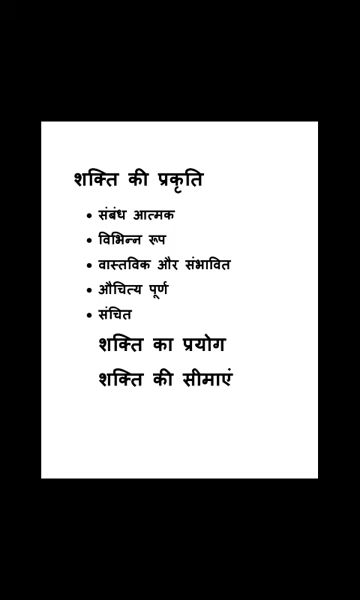 शक्ति की प्रकृति
• संबंध आत्मक
• विभिन्न रूप
• वास्तविक और संभावित
• औचित्य पूर्ण
• संचित
शक्ति का प्रयोग
शक्ति की सीमाएं